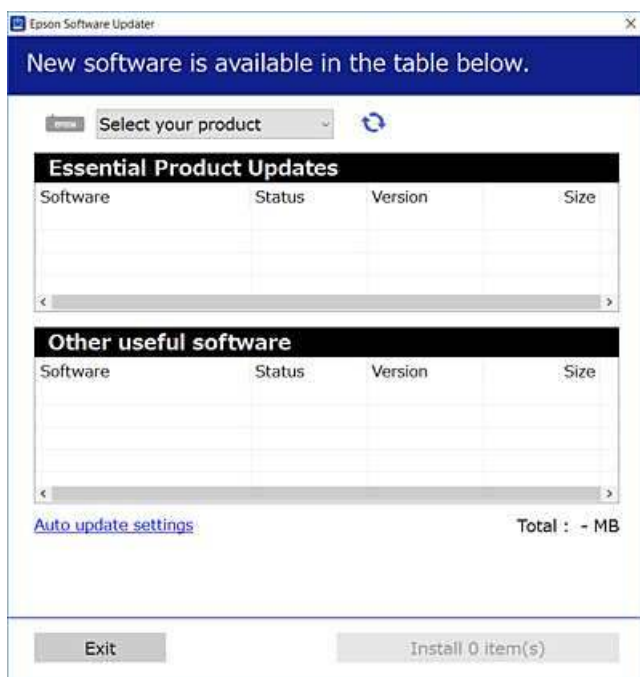 Epson Software Updater
New software is available in the table below.
EPSON Select your product
Essential Product Updates
Software Status Version Size
Other useful software
Software Status Version Size
Auto update settings Total : - MB
Exit Install 0 item(s)